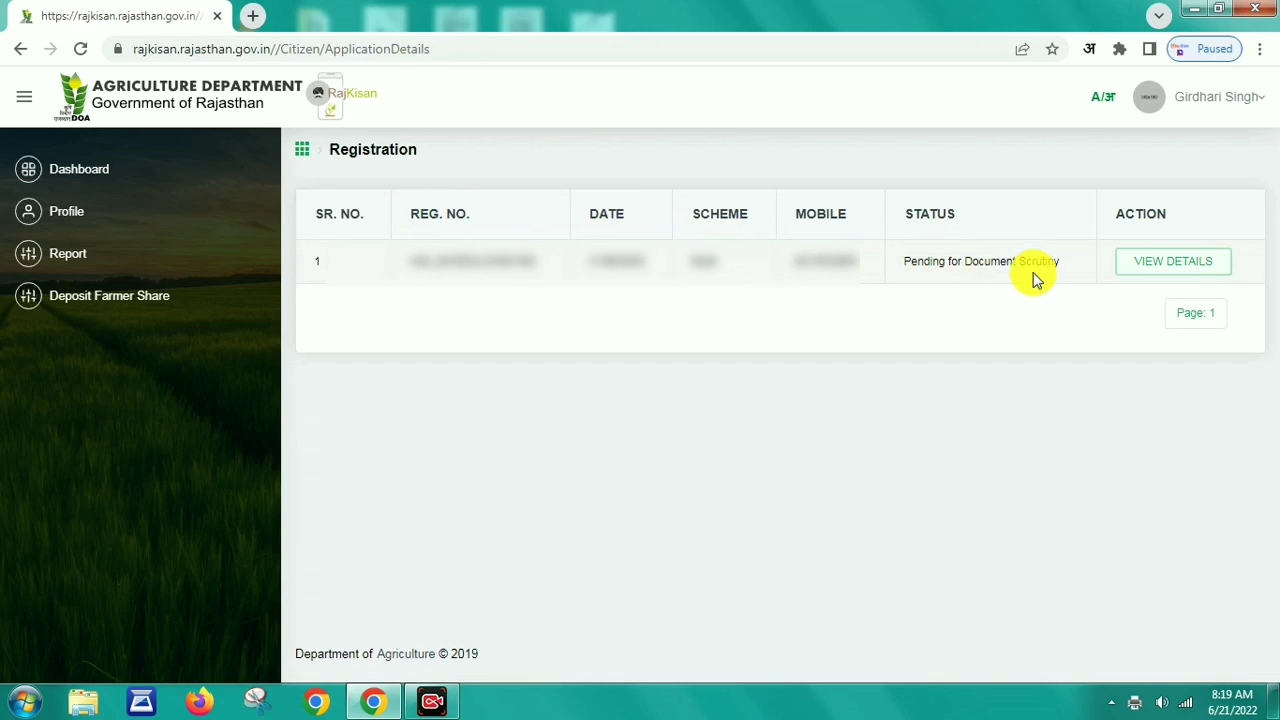 https://rajkisan.rajasthan.gov.in//
rajkisan.rajasthan.gov.in//Citizen/ApplicationDetails
अ
Paused
AGRICULTURE DEPARTMENT
Government of Rajasthan
DOA
RajKisan
A/अ
Girdhari Singh
Dashboard
Profile
Report
Deposit Farmer Share
Registration
SR. NO. REG. NO. DATE SCHEME MOBILE STATUS ACTION
1 Pending for Document Scrutiny VIEW DETAILS
Page: 1
Department of Agriculture © 2019
8:19 AM
6/21/2022